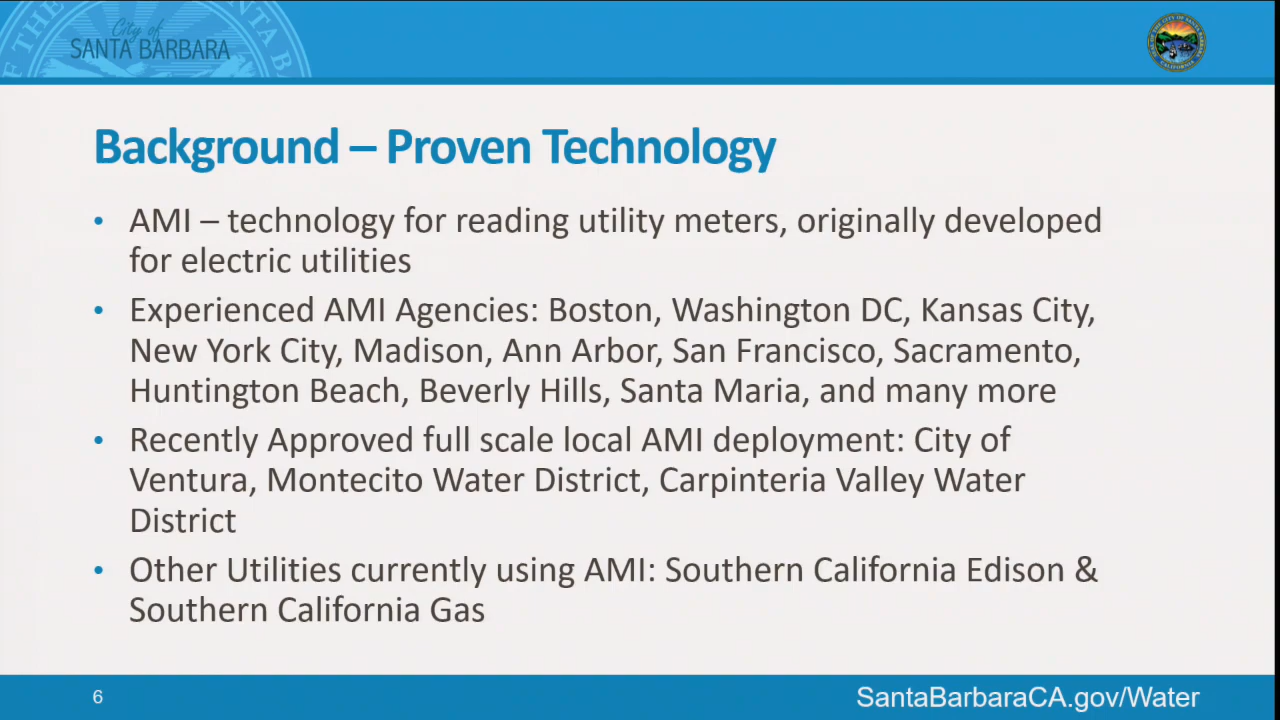 City of
SANTA BARBARA
Background – Proven Technology
• AMI – technology for reading utility meters, originally developed
for electric utilities
• Experienced AMI Agencies: Boston, Washington DC, Kansas City,
New York City, Madison, Ann Arbor, San Francisco, Sacramento,
Huntington Beach, Beverly Hills, Santa Maria, and many more
• Recently Approved full scale local AMI deployment: City of
Ventura, Montecito Water District, Carpinteria Valley Water
District
• Other Utilities currently using AMI: Southern California Edison &
Southern California Gas
6
SantaBarbaraCA.gov/Water